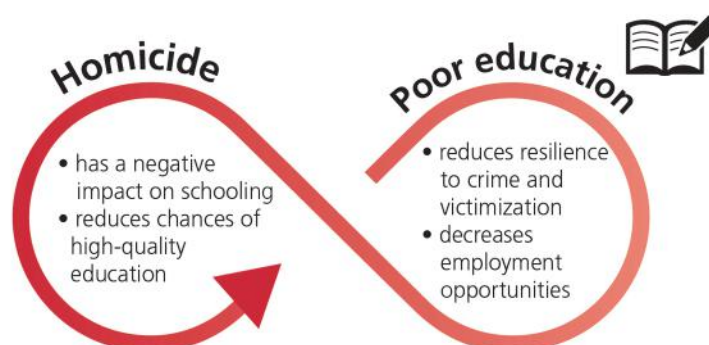 Homicide
• has a negative
impact on schooling
• reduces chances of
high-quality
education
Poor education
• reduces resilience
to crime and
victimization
• decreases
employment
opportunities